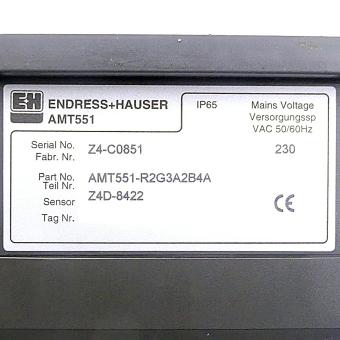 E+H ENDRESS+HAUSER
AMT551
IP65
Mains Voltage
Versorgungssp
VAC 50/60Hz
Serial No. Z4-C0851 230
Fabr. Nr.
Part No. AMT551-R2G3A2B4A
Teil Nr.
Sensor Z4D-8422
Tag Nr.
CE